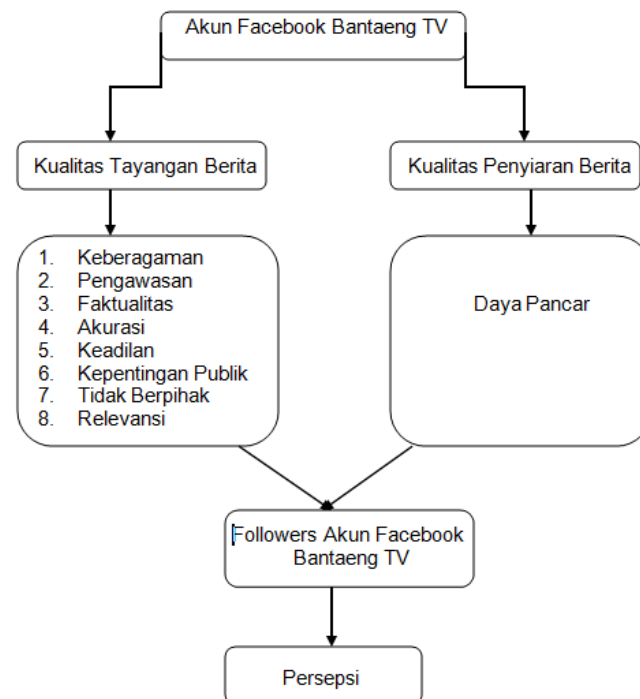 Akun Facebook Bantaeng TV
Kualitas Tayangan Berita
Kualitas Penyiaran Berita
1. Keberagaman
2. Pengawasan
3. Faktualitas
4. Akurasi
5. Keadilan
6. Kepentingan Publik
7. Tidak Berpihak
8. Relevansi
Daya Pancar
Followers Akun Facebook
Bantaeng TV
Persepsi